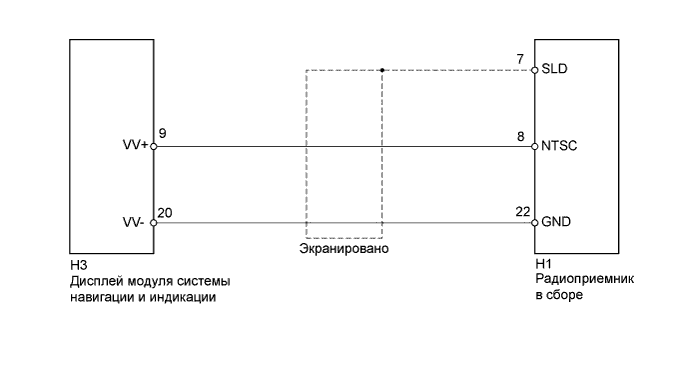 7
SLD
9
VV+
8
NTSC
20
VV-
22
GND
Экранировано
H3
Дисплей модуля системы
навигации и индикации
H1
Радиоприемник
в сборе